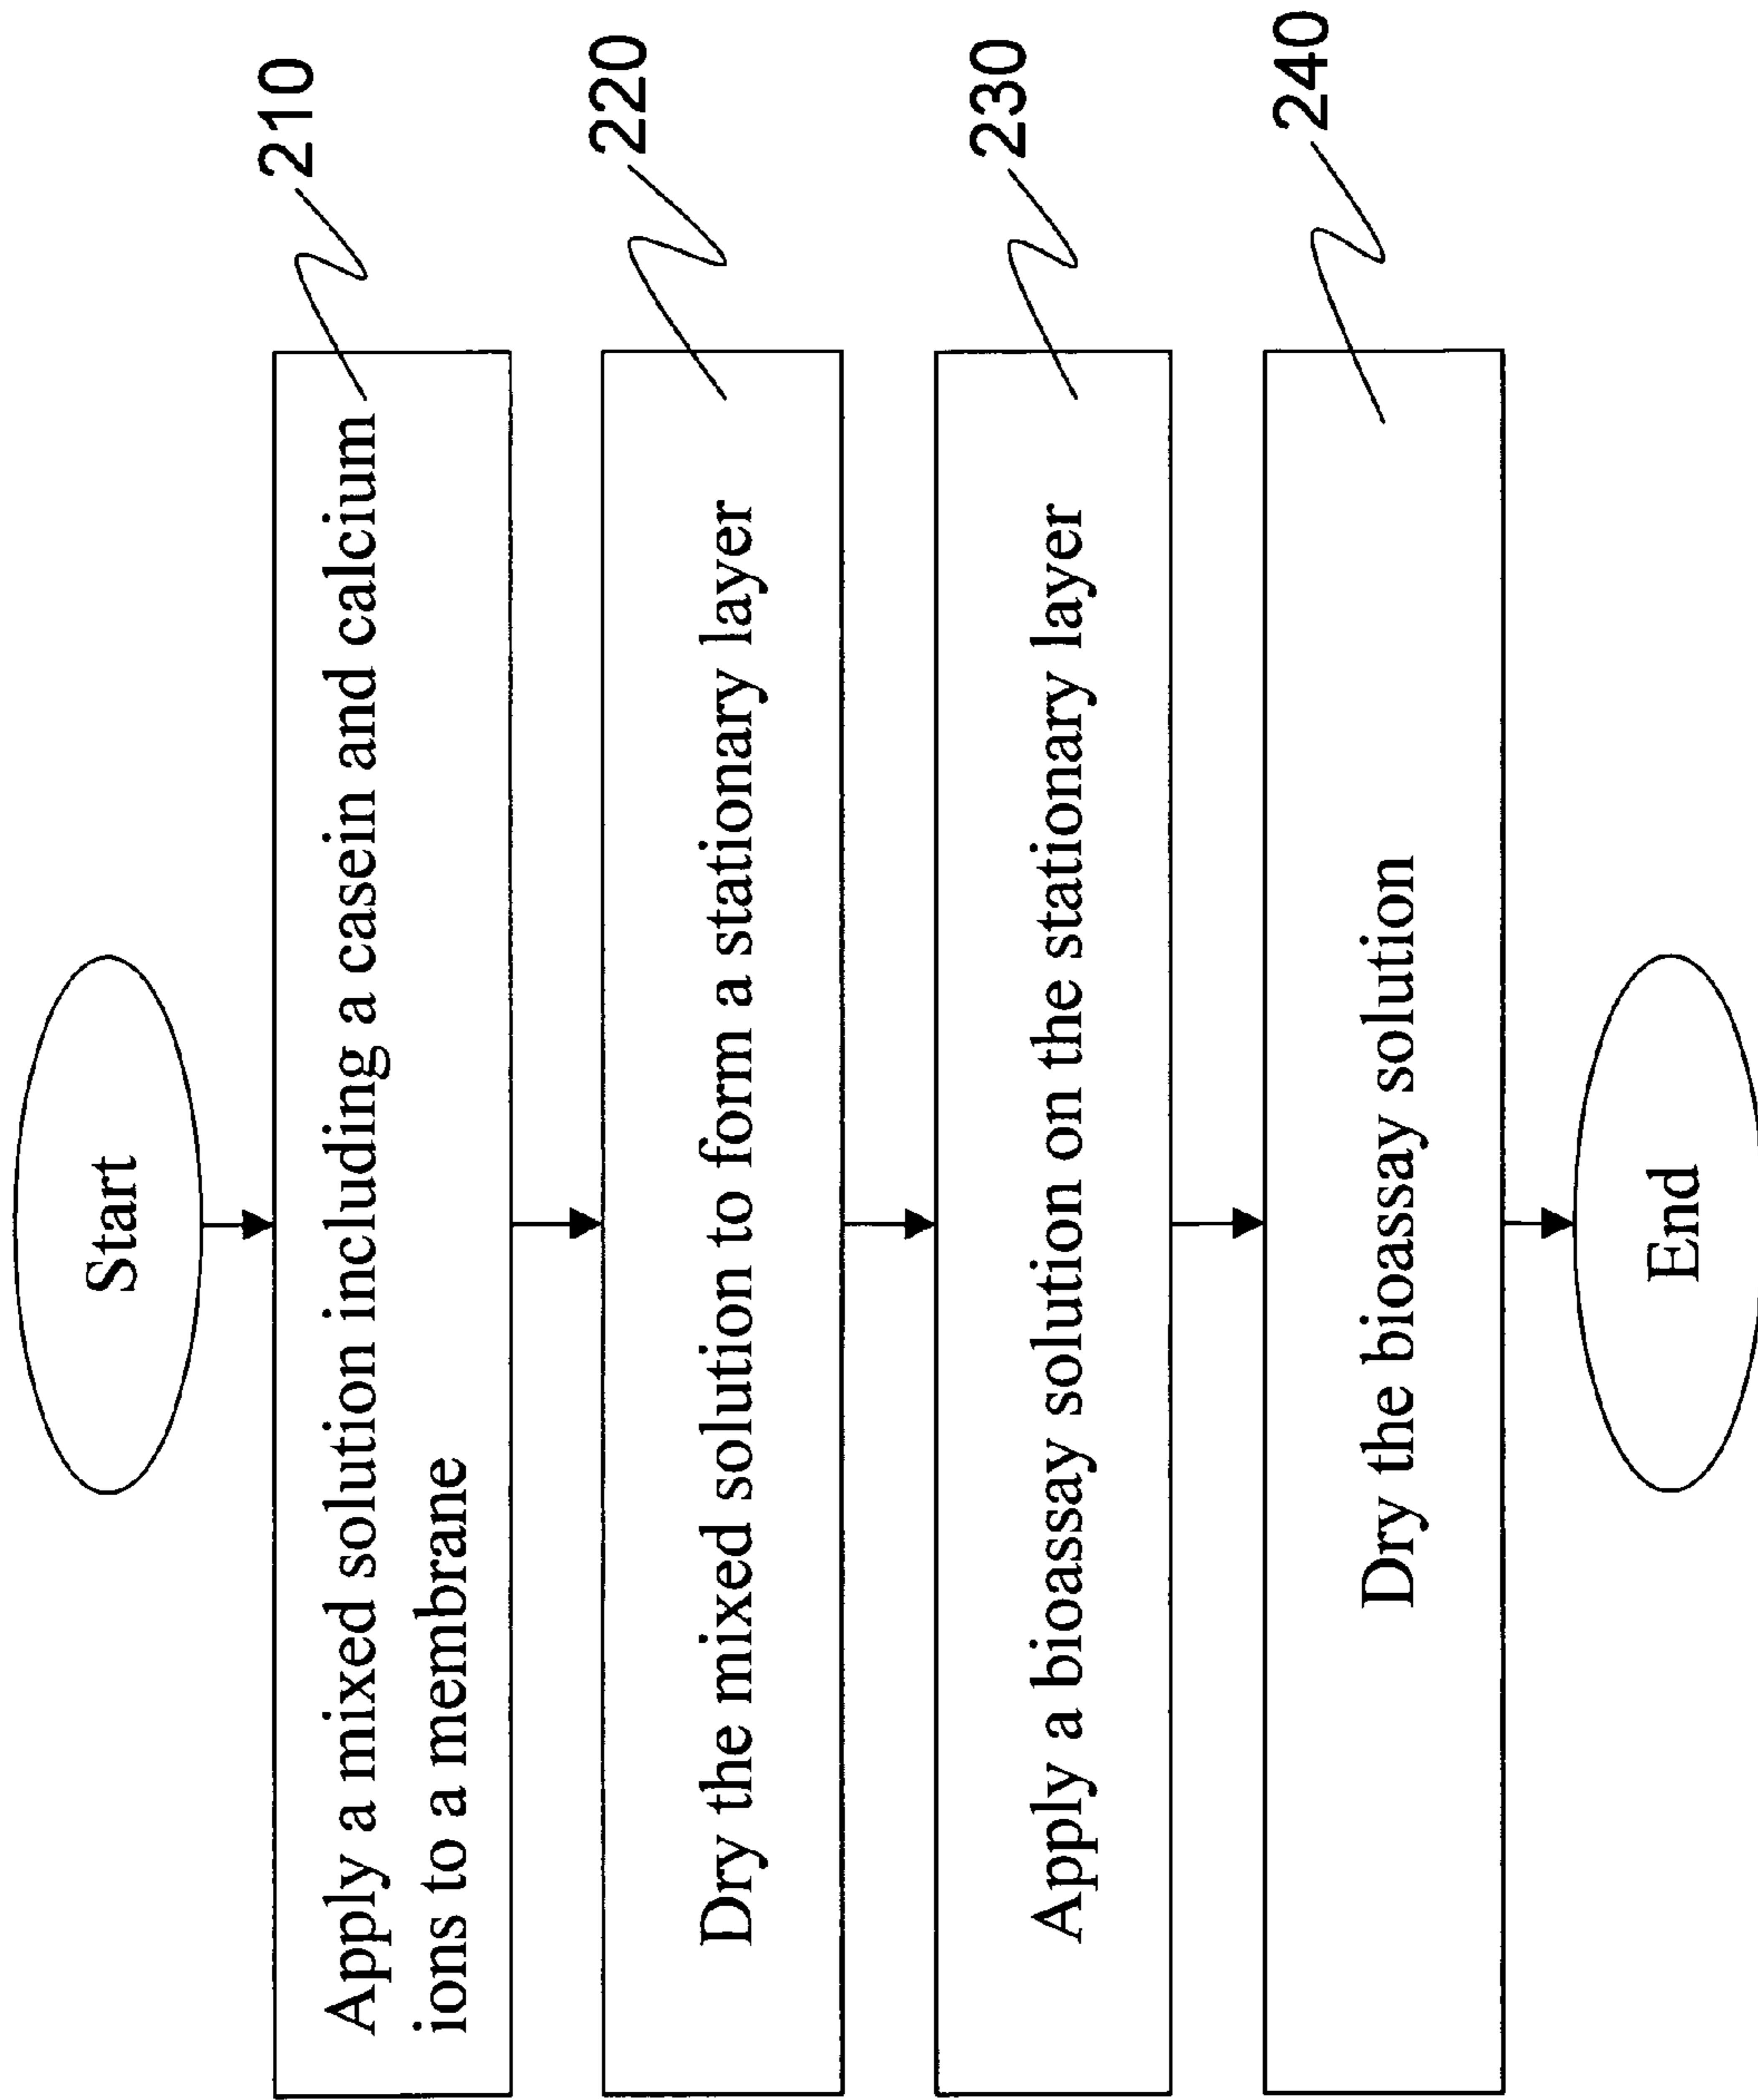 Start
Apply a mixed solution including a casein and calcium
ions to a membrane
210
Dry the mixed solution to form a stationary layer
220
Apply a bioassay solution on the stationary layer
230
Dry the bioassay solution
240
End